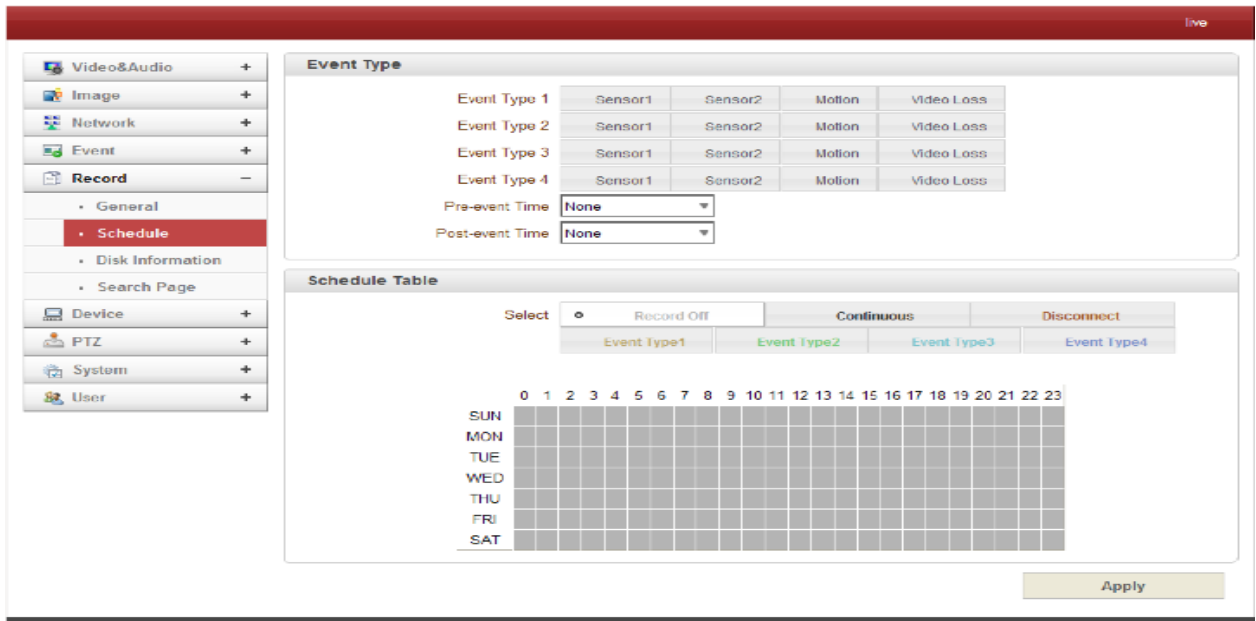 live
Video&Audio +
Image +
Network +
Event +
Record −
General
Schedule
Disk Information
Search Page
Device +
PTZ +
System +
User +
Event Type
Event Type 1 Sensor1 Sensor2 Motion Video Loss
Event Type 2 Sensor1 Sensor2 Motion Video Loss
Event Type 3 Sensor1 Sensor2 Motion Video Loss
Event Type 4 Sensor1 Sensor2 Motion Video Loss
Pre-event Time None
Post-event Time None
Schedule Table
Select Record Off Continuous Disconnect
Event Type1 Event Type2 Event Type3 Event Type4
0 1 2 3 4 5 6 7 8 9 10 11 12 13 14 15 16 17 18 19 20 21 22 23
SUN
MON
TUE
WED
THU
FRI
SAT
Apply